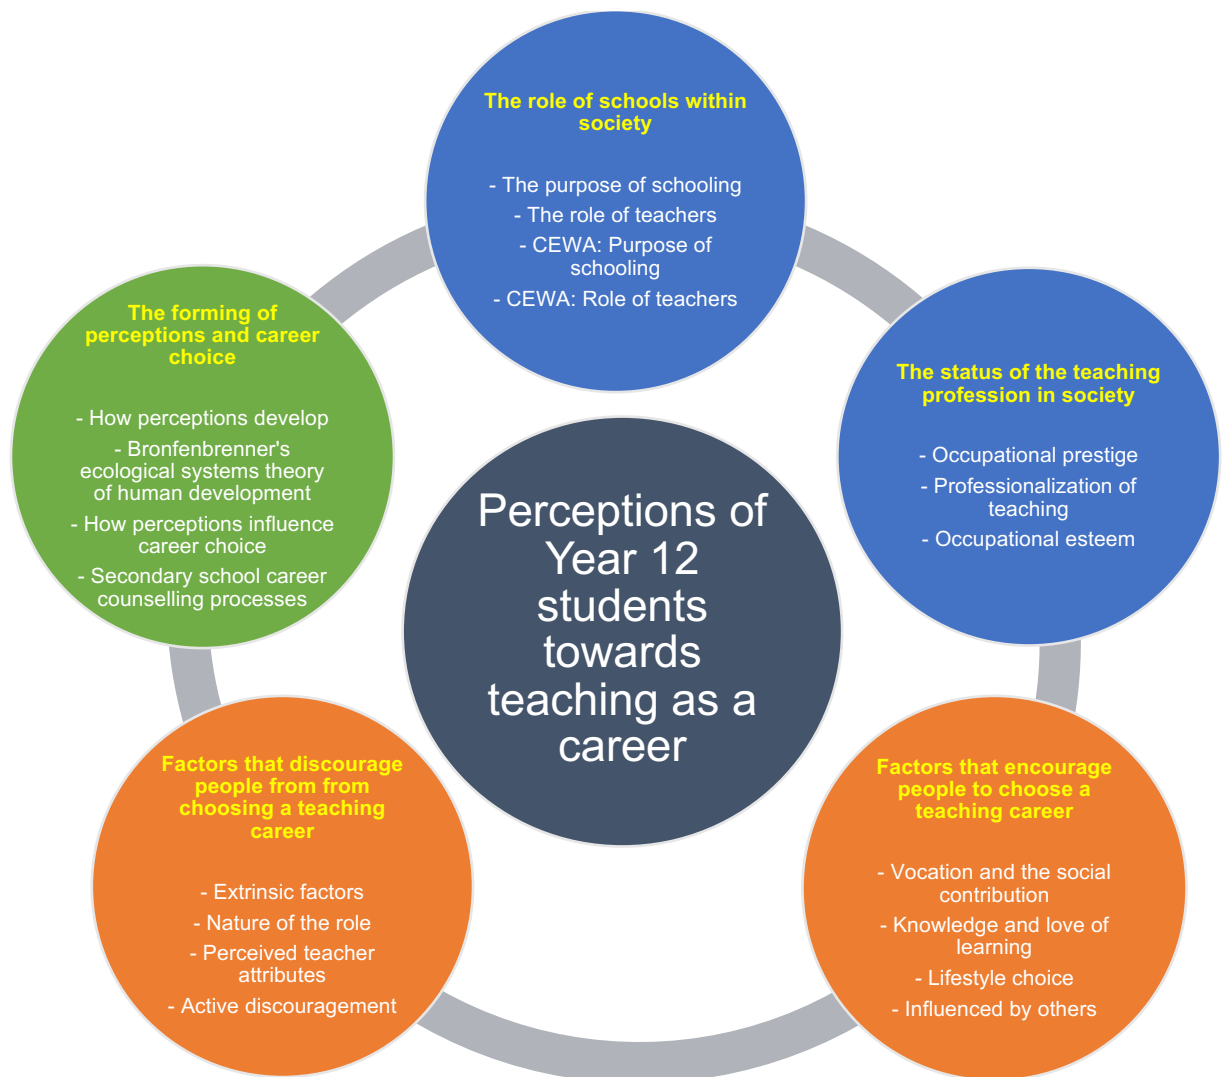 The role of schools within
society
- The purpose of schooling
- The role of teachers
- CEWA: Purpose of
schooling
- CEWA: Role of teachers
The status of the teaching
profession in society
- Occupational prestige
- Professionalization of
teaching
- Occupational esteem
Factors that encourage
people to choose a
teaching career
- Vocation and the social
contribution
- Knowledge and love of
learning
- Lifestyle choice
- Influenced by others
Factors that discourage
people from from
choosing a teaching
career
- Extrinsic factors
- Nature of the role
- Perceived teacher
attributes
- Active discouragement
The forming of
perceptions and career
choice
- How perceptions develop
- Bronfenbrenner's
ecological systems theory
of human development
- How perceptions influence
career choice
- Secondary school career
counselling processes
Perceptions of
Year 12
students
towards
teaching as a
career